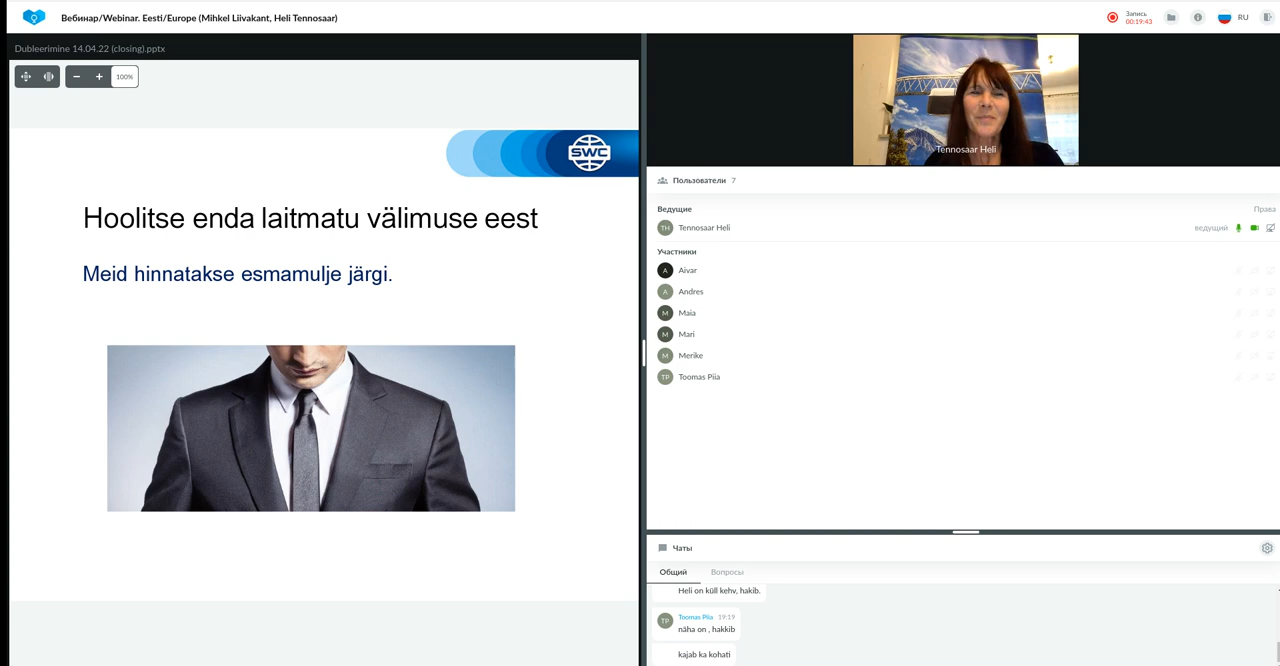 Вебинар/Webinar. Eesti/Europe (Mihkel Liivakant, Heli Tennosaar)
Запись
00:19:43
RU
Dubleerimine 14.04.22 (closing).pptx
100%
SWC
Hoolitse enda laitmatu välimuse eest
Meid hinnatakse esmamulje järgi.
Tennosaar Heli
Пользователи 7
Ведущие
Права
TH Tennosaar Heli
ведущий
Участники
A Aivar
A Andres
M Maia
M Mari
M Merike
TP Toomas Piia
Чаты
Общий
Вопросы
Heli on küll kehv, hakib.
TP Toomas Piia 19:19
näha on , hakkib
kajab ka kohati